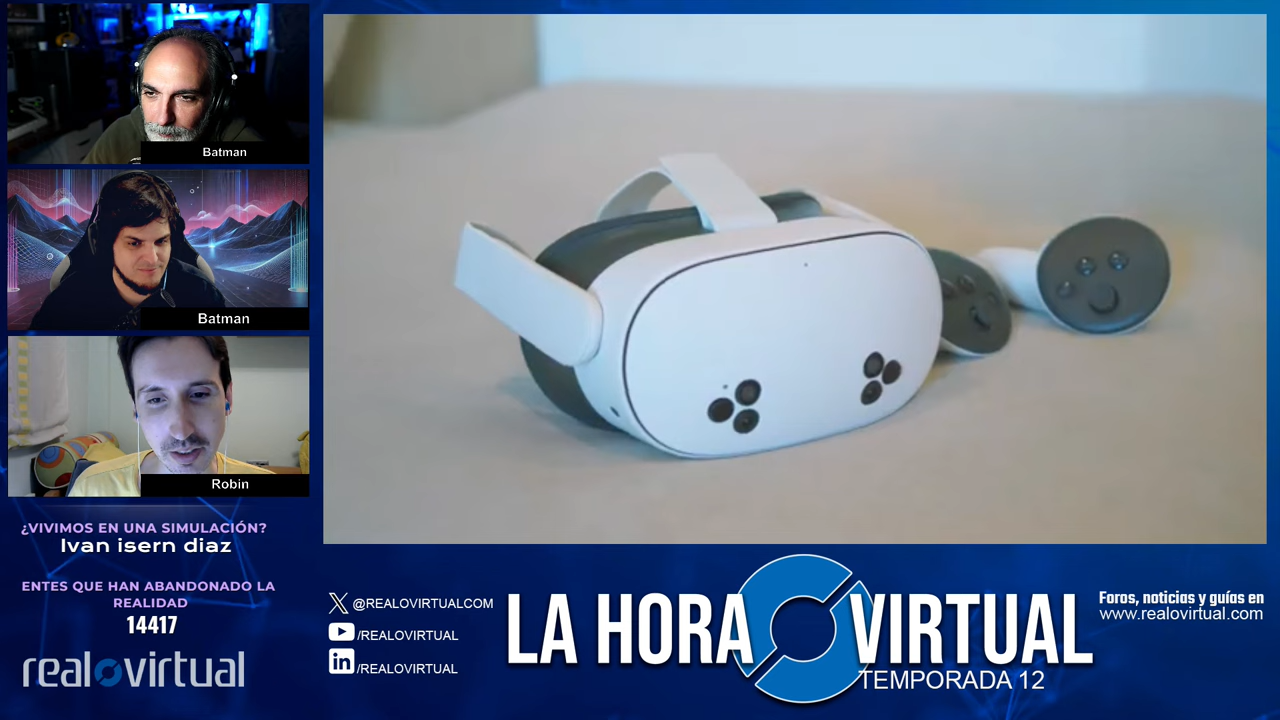 Batman
Batman
Robin
¿VIVIMOS EN UNA SIMULACIÓN?
Ivan isern diaz
ENTES QUE HAN ABANDONADO LA
REALIDAD
14417
realovirtual
@REALOVIRTUALCOM
/REALOVIRTUAL
/REALOVIRTUAL
LA HORA VIRTUAL
TEMPORADA 12
Foros, noticias y guías en
www.realovirtual.com